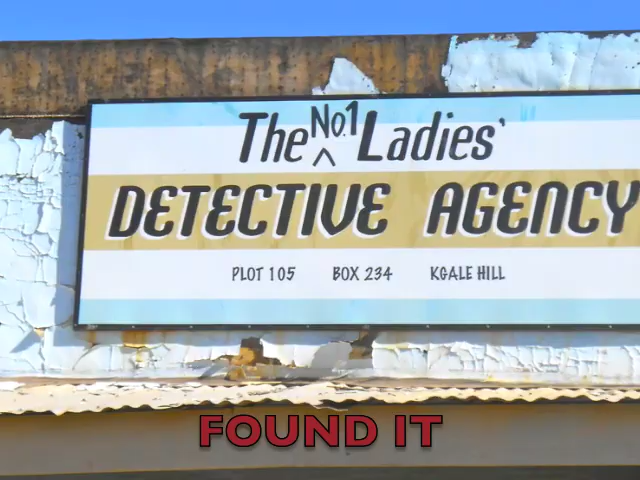 The No.1 Ladies'
DETECTIVE AGENCY
PLOT 105 BOX 234 KGALE HILL
FOUND IT